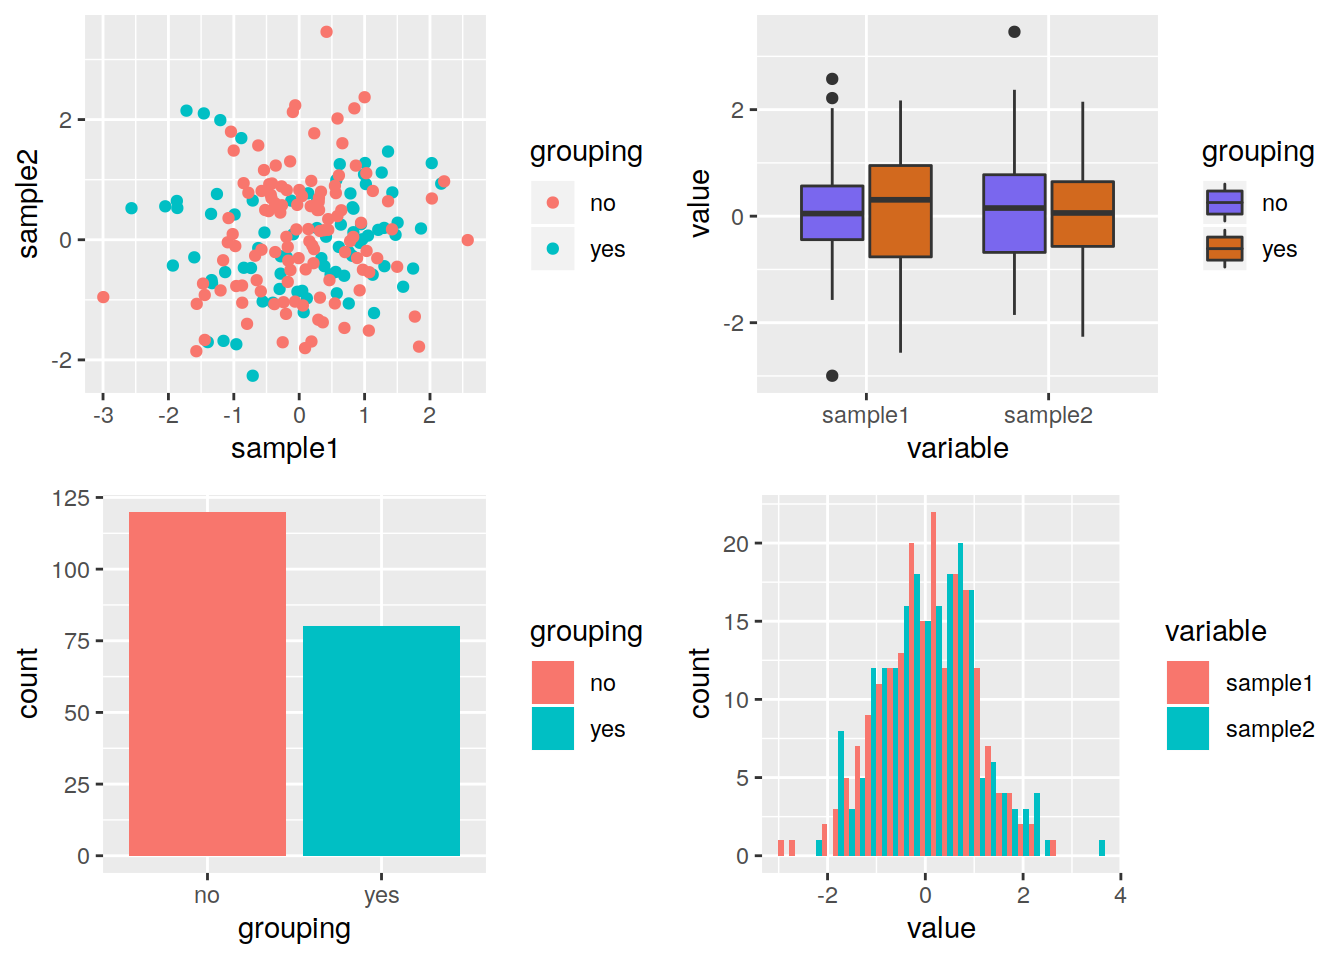 sample2
2
0
-2
-3 -2 -1 0 1 2
sample1
grouping
no
yes
value
2
0
-2
sample1 sample2
variable
grouping
no
yes
count
125
100
75
50
25
0
no yes
grouping
grouping
no
yes
count
20
15
10
5
0
-2 0 2 4
value
variable
sample1
sample2